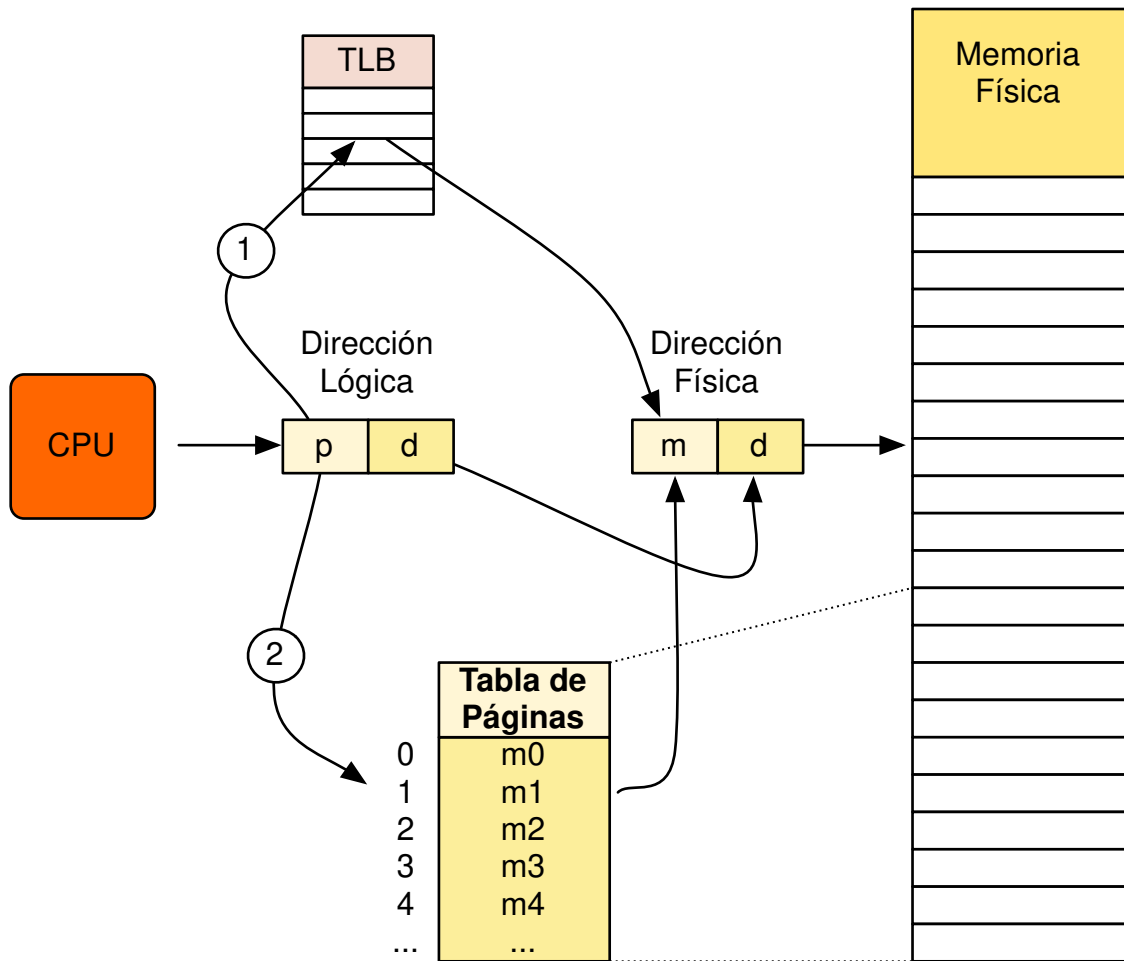 TLB
Memoria
Física
1
Dirección
Lógica
Dirección
Física
CPU
p d
m d
2
Tabla de
Páginas
0 m0
1 m1
2 m2
3 m3
4 m4
... ...